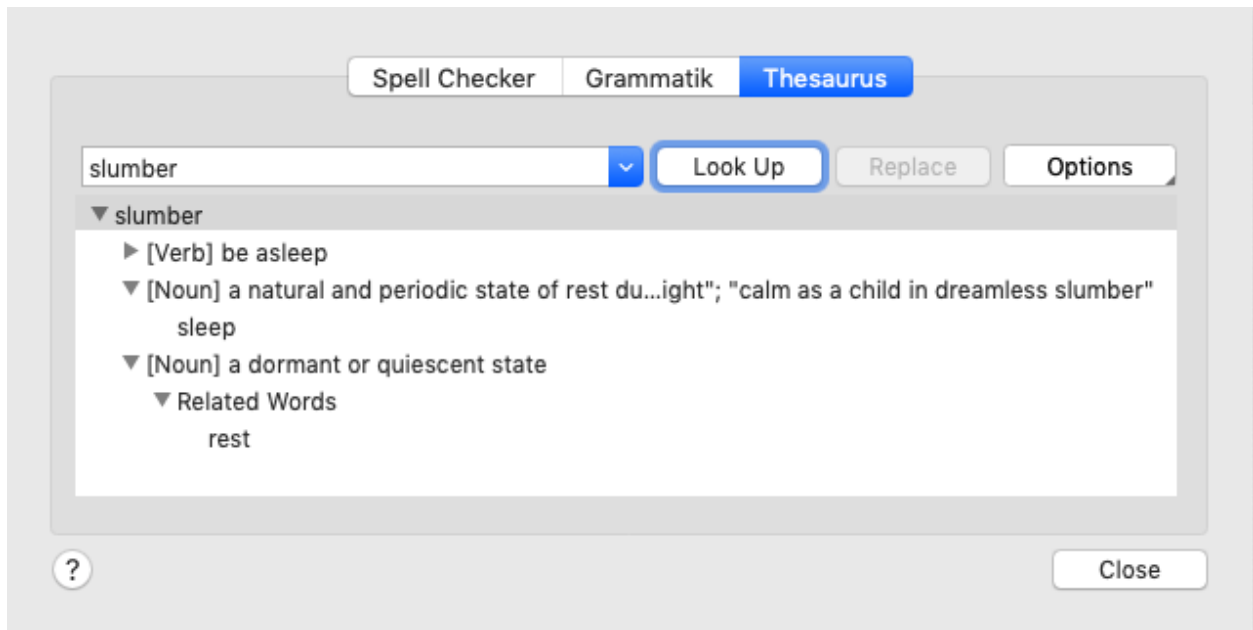 Spell Checker Grammatik Thesaurus
slumber Look Up Replace Options
slumber
[Verb] be asleep
[Noun] a natural and periodic state of rest du...ight"; "calm as a child in dreamless slumber"
sleep
[Noun] a dormant or quiescent state
Related Words
rest
? Close